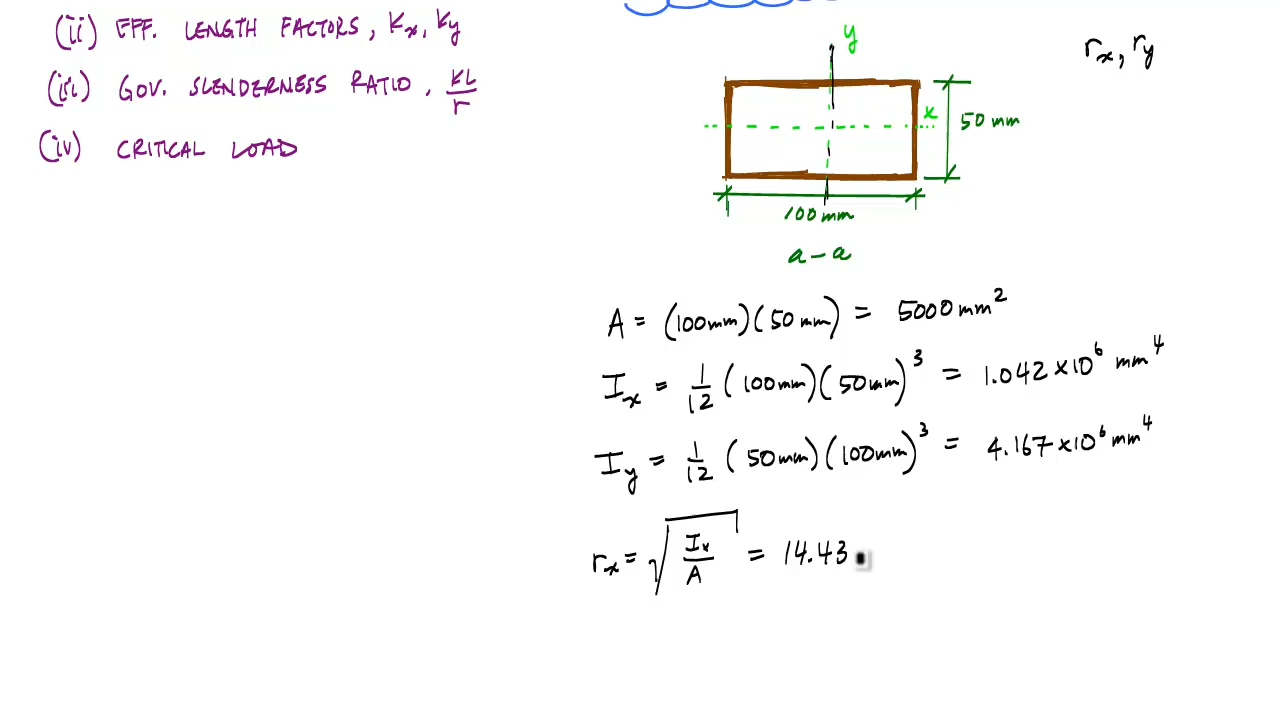 (ii) EFF. LENGTH FACTORS, Kx, Ky
(iii) GOV. SLENDERNESS RATIO, KL/r
(iv) CRITICAL LOAD
rx, ry
y
x
50 mm
100 mm
a-a
A = (100mm)(50mm) = 5000 mm²
Ix = 1/12 (100mm)(50mm)³ = 1.042 × 10⁶ mm⁴
Iy = 1/12 (50mm)(100mm)³ = 4.167 × 10⁶ mm⁴
rx = √(Ix/A) = 14.43